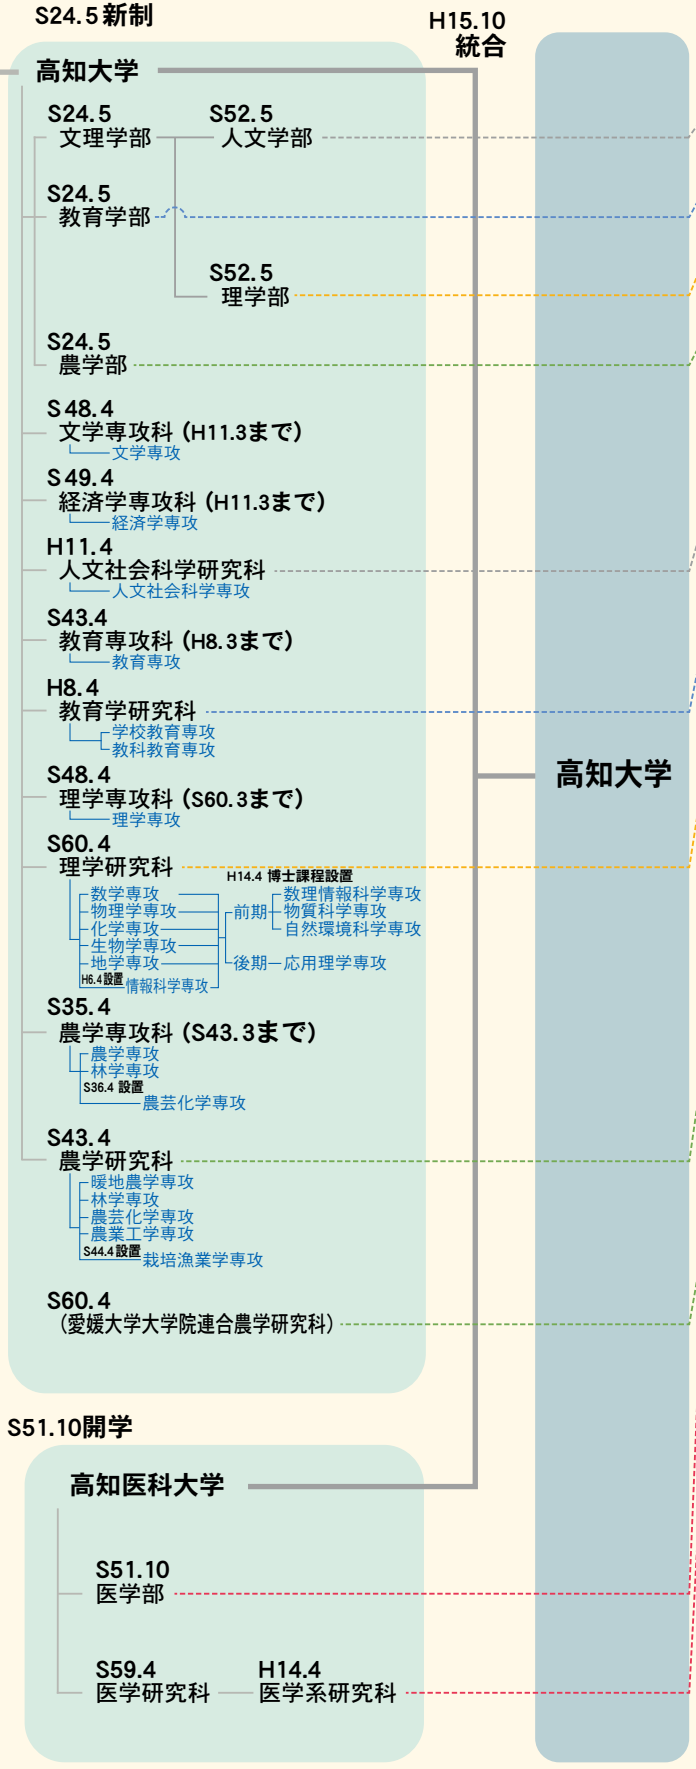 S24.5新制
H15.10
統合
高知大学
S24.5
文理学部
S52.5
人文学部
S24.5
教育学部
S52.5
理学部
S24.5
農学部
S48.4
文学専攻科(H11.3まで)
文学専攻
S49.4
経済学専攻科(H11.3まで)
経済学専攻
H11.4
人文社会科学研究科
人文社会科学専攻
S43.4
教育専攻科(H8.3まで)
教育専攻
H8.4
教育学研究科
学校教育専攻
教科教育専攻
S48.4
理学専攻科(S60.3まで)
理学専攻
高知大学
S60.4
理学研究科
数学専攻
物理学専攻
化学専攻
生物学専攻
地学専攻
H6.4設置
情報科学専攻
H14.4 博士課程設置
前期
数理情報科学専攻
物質科学専攻
自然環境科学専攻
後期
応用理学専攻
S35.4
農学専攻科(S43.3まで)
農学専攻
林学専攻
S36.4 設置
農芸化学専攻
S43.4
農学研究科
暖地農学専攻
林学専攻
農芸化学専攻
農業工学専攻
S44.4設置
栽培漁業学専攻
S60.4
(愛媛大学大学院連合農学研究科)
S51.10開学
高知医科大学
S51.10
医学部
S59.4
医学研究科
H14.4
医学系研究科